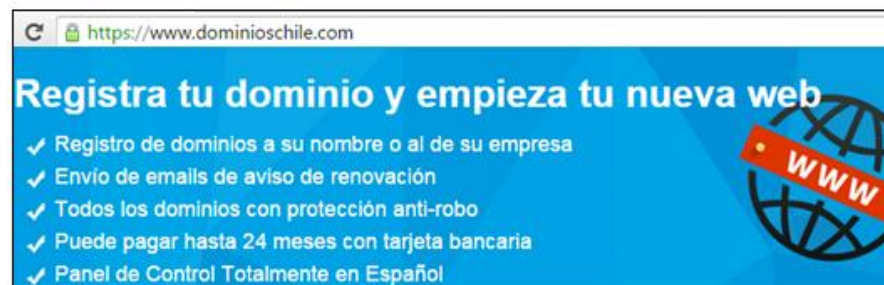 https://www.dominioschile.com
Registra tu dominio y empieza tu nueva web
Registro de dominios a su nombre o al de su empresa
Envío de emails de aviso de renovación
Todos los dominios con protección anti-robo
Puede pagar hasta 24 meses con tarjeta bancaria
Panel de Control Totalmente en Español
WWW